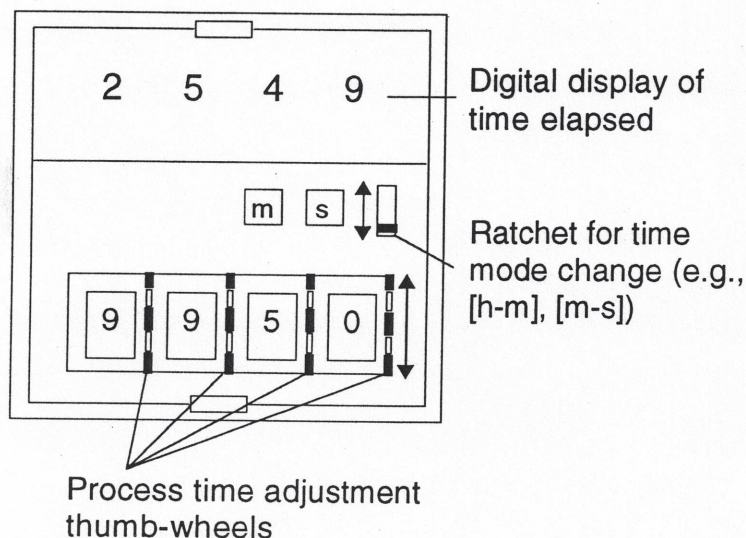 2 5 4 9
Digital display of
time elapsed
m s
Ratchet for time
mode change (e.g.,
[h-m], [m-s])
9 9 5 0
Process time adjustment
thumb-wheels